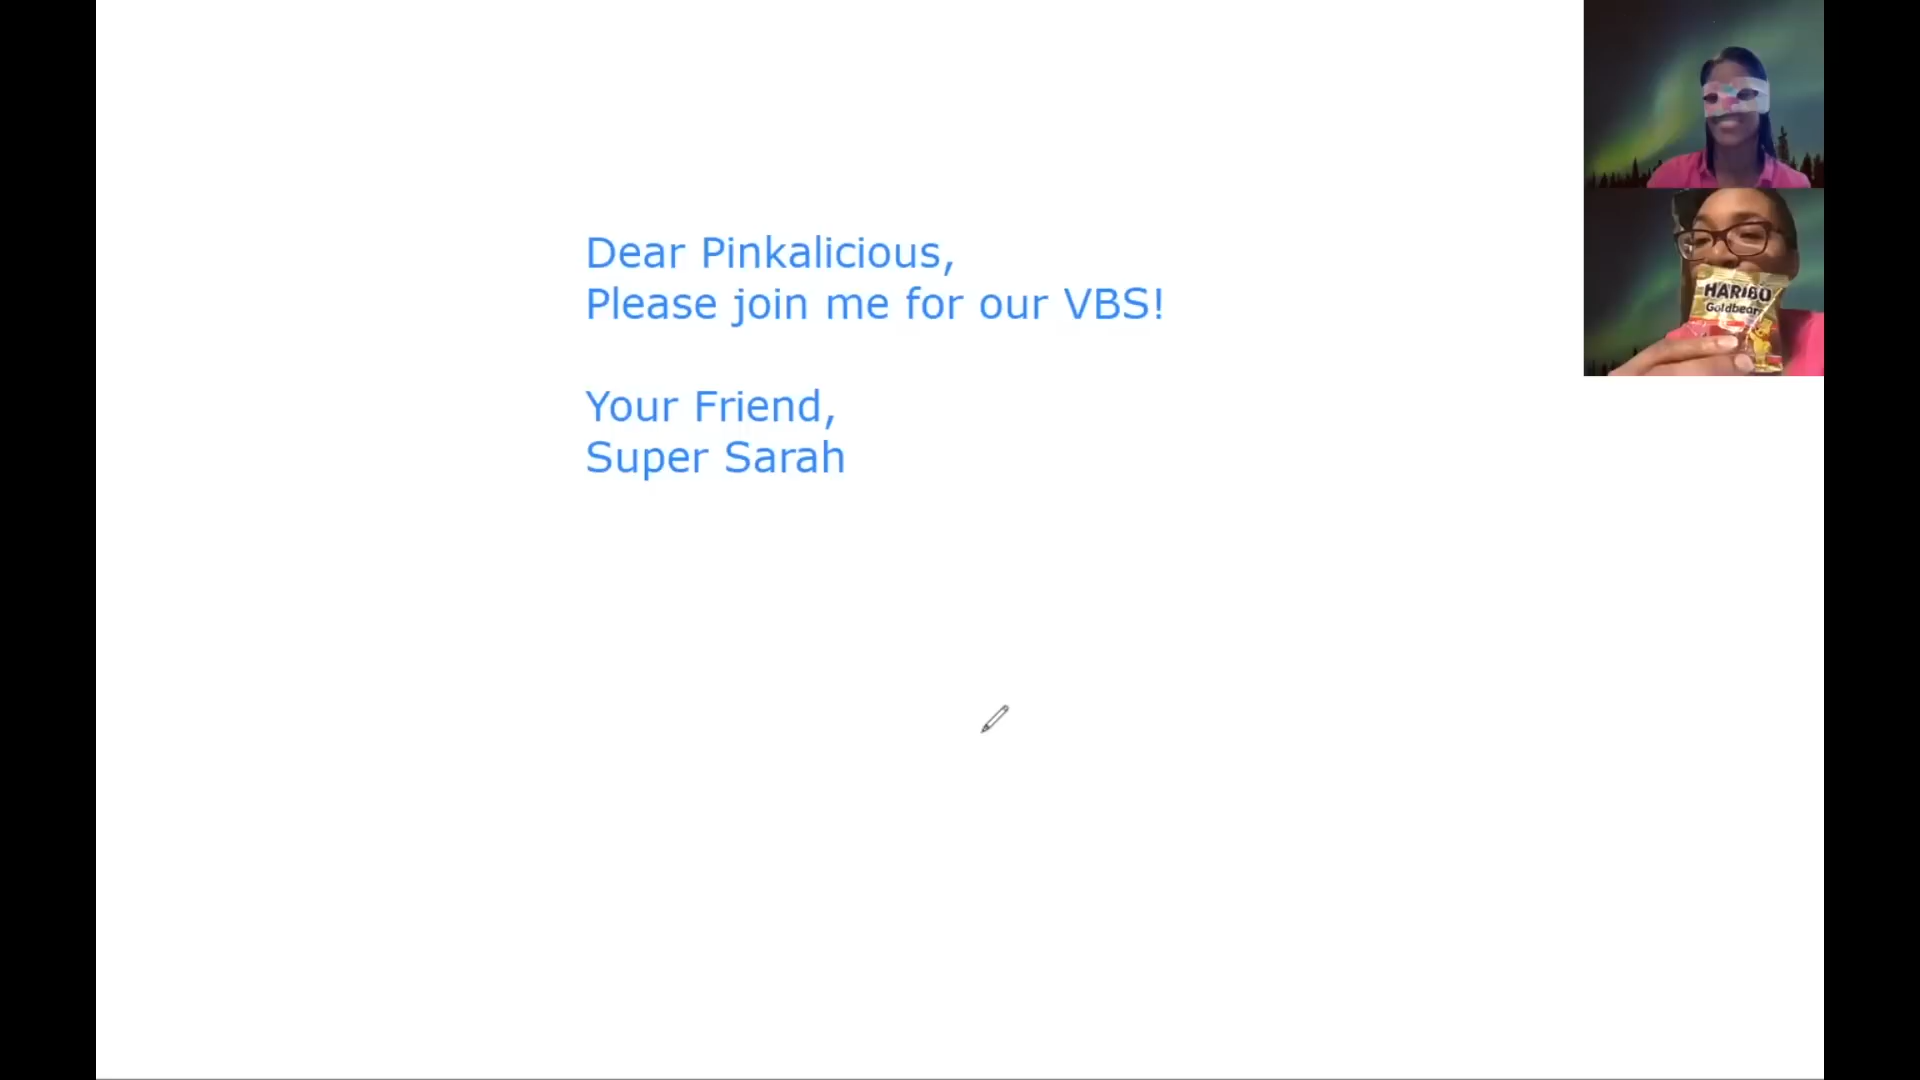 Dear Pinkalicious,
Please join me for our VBS!
Your Friend,
Super Sarah
HARIBO
Goldbears